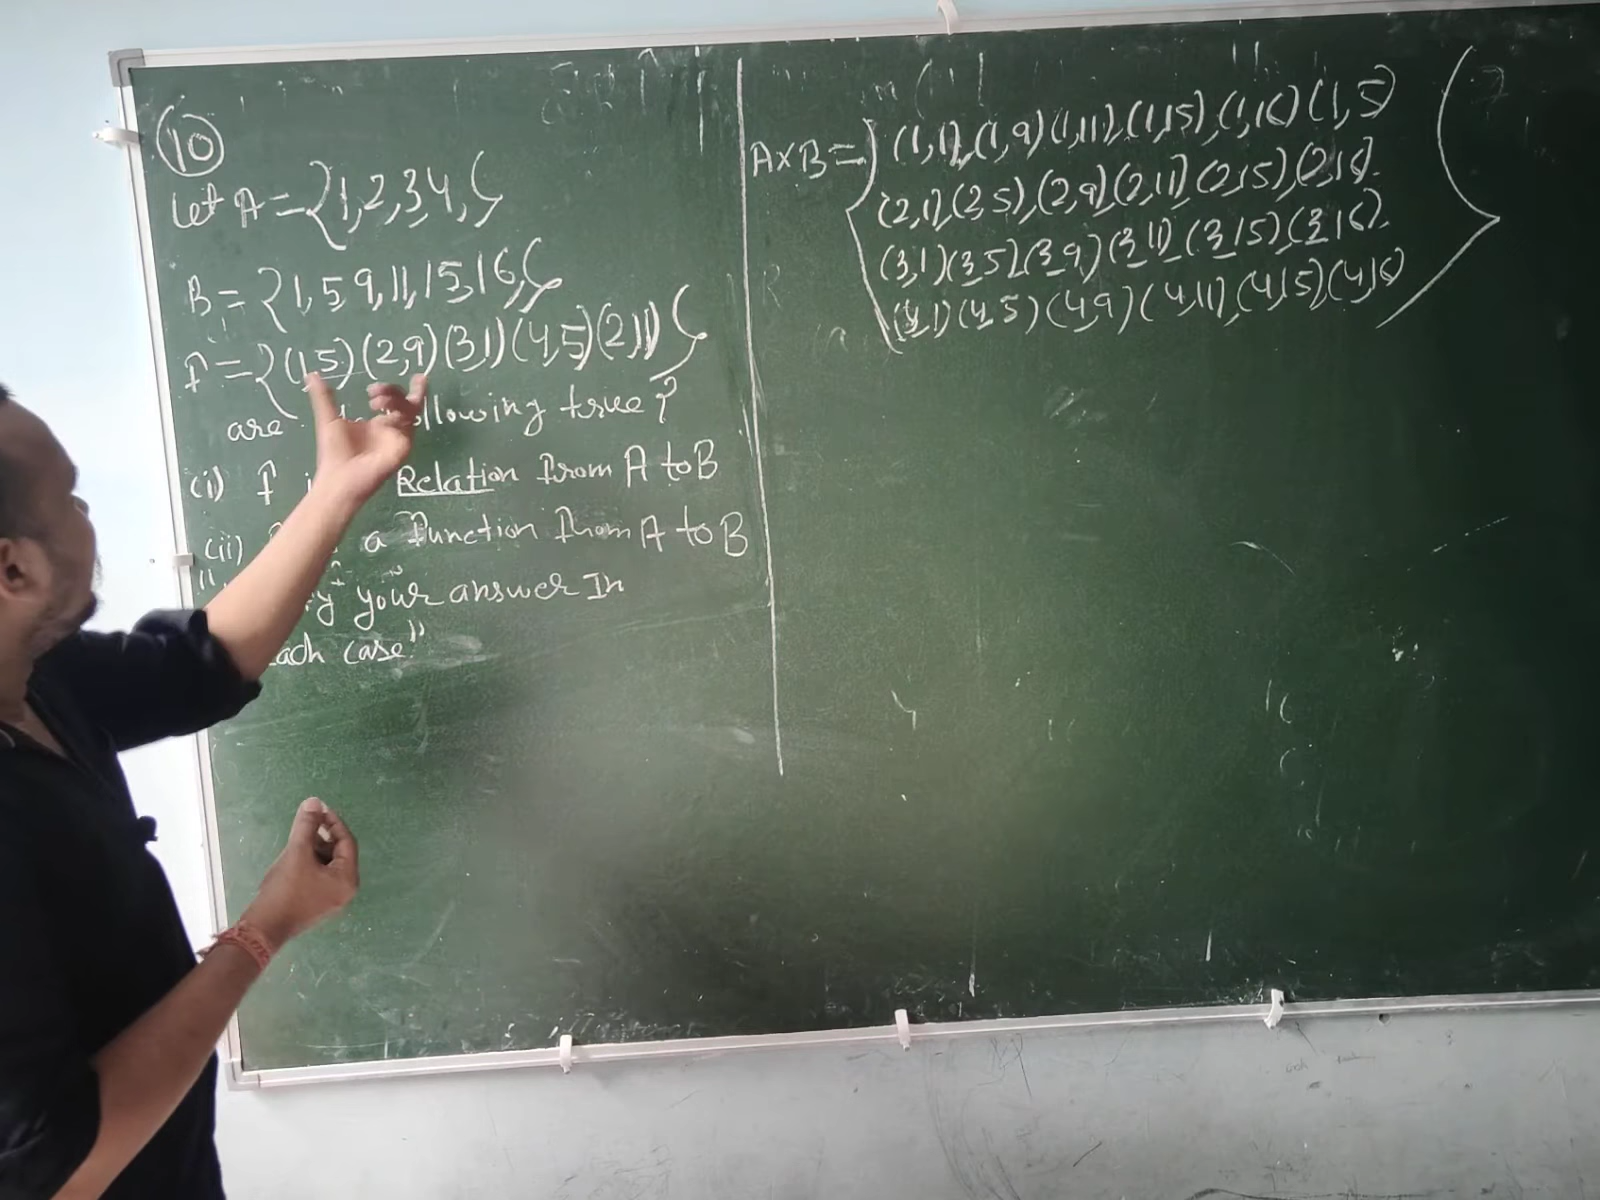 10
Let A = {1,2,3,4,}
B = {1,5,9,11,15,16,}
f = {(1,5)(2,9)(3,1)(4,5)(2,11)}
are following true?
(i) f Relation from A to B
(ii) a Function from A to B
your answer In
case"
A×B = {(1,1),(1,9)(1,11),(1,15),(1,16)(1,5)
(2,1),(2,5),(2,9),(2,11)(2,15),(2,16).
(3,1)(3,5),(3,9)(3,11)(3,15),(3,16).
(4,1)(4,5)(4,9)(4,11),(4,15)(4,16)}